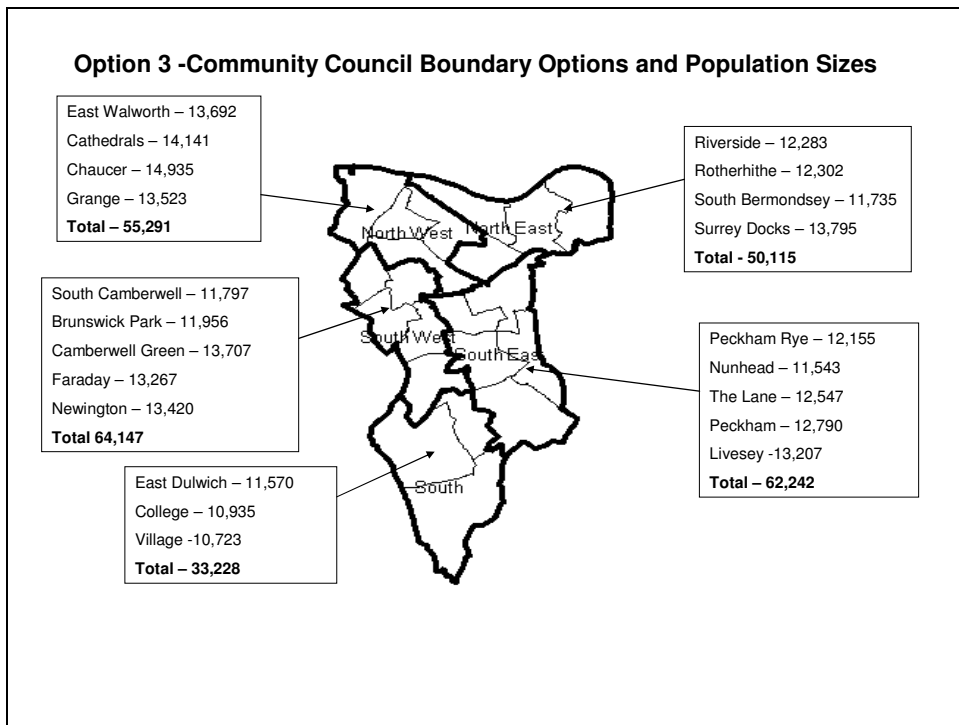 Option 3 -Community Council Boundary Options and Population Sizes
East Walworth – 13,692
Cathedrals – 14,141
Chaucer – 14,935
Grange – 13,523
Total – 55,291
Riverside – 12,283
Rotherhithe – 12,302
South Bermondsey – 11,735
Surrey Docks – 13,795
Total - 50,115
North West
North East
South Camberwell – 11,797
Brunswick Park – 11,956
Camberwell Green – 13,707
Faraday – 13,267
Newington – 13,420
Total 64,147
South West
South East
Peckham Rye – 12,155
Nunhead – 11,543
The Lane – 12,547
Peckham – 12,790
Livesey -13,207
Total – 62,242
East Dulwich – 11,570
College – 10,935
Village -10,723
Total – 33,228
South